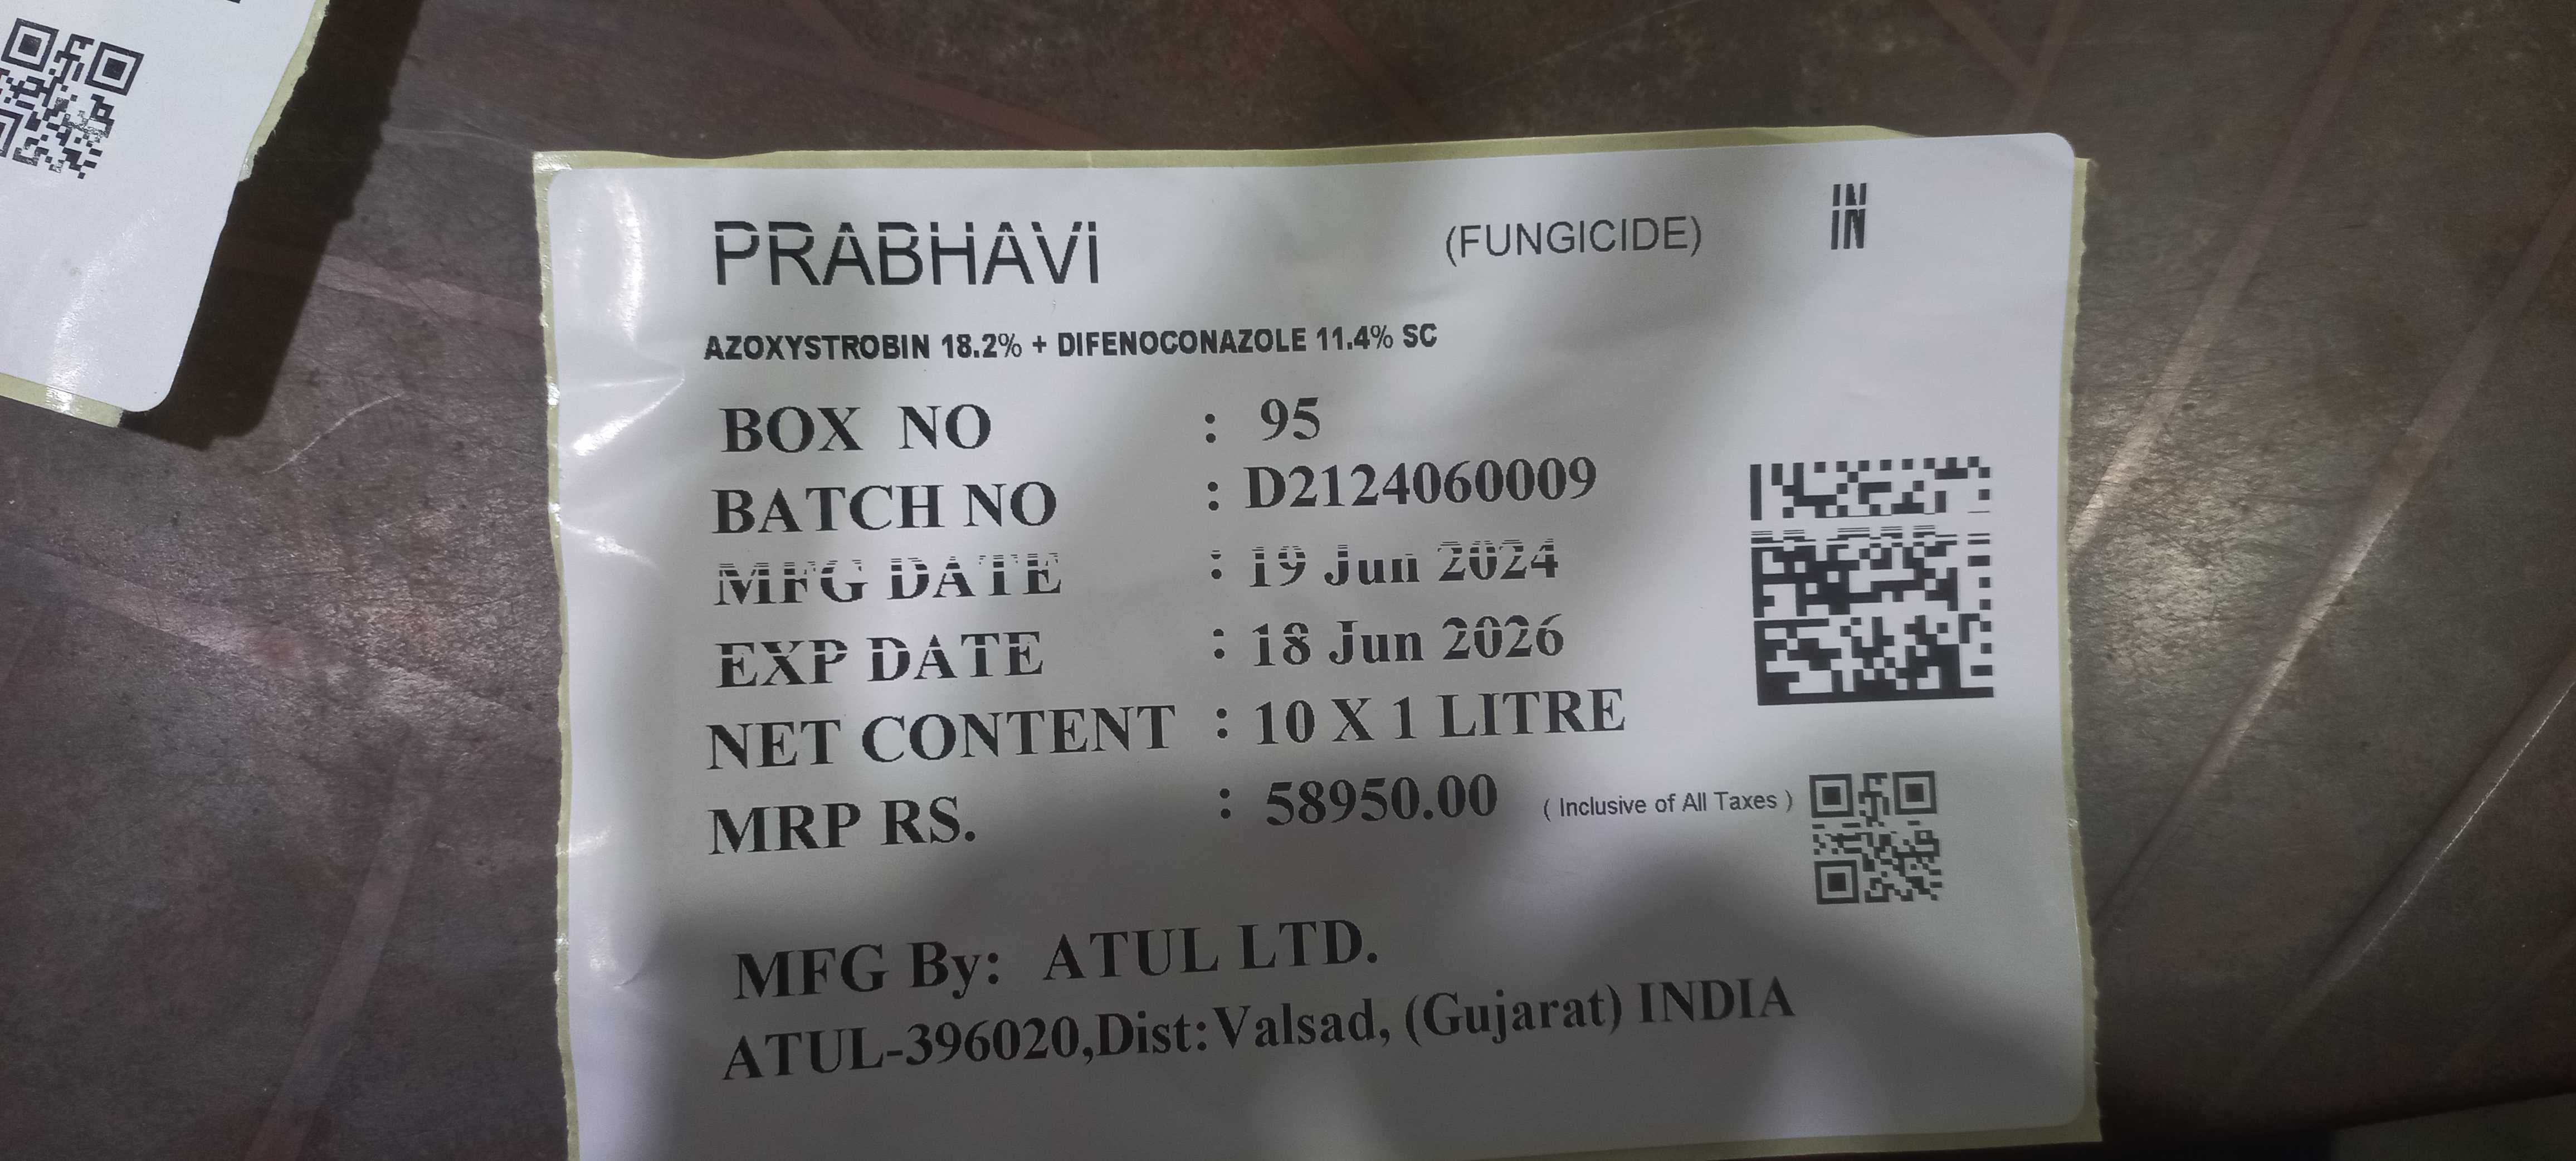 PRABHAVI (FUNGICIDE) IN
AZOXYSTROBIN 18.2% + DIFENOCONAZOLE 11.4% SC
BOX NO : 95
BATCH NO : D2124060009
MFG DATE : 19 Jun 2024
EXP DATE : 18 Jun 2026
NET CONTENT : 10 X 1 LITRE
MRP RS. : 58950.00 ( Inclusive of All Taxes )
MFG By: ATUL LTD.
ATUL-396020,Dist:Valsad, (Gujarat) INDIA